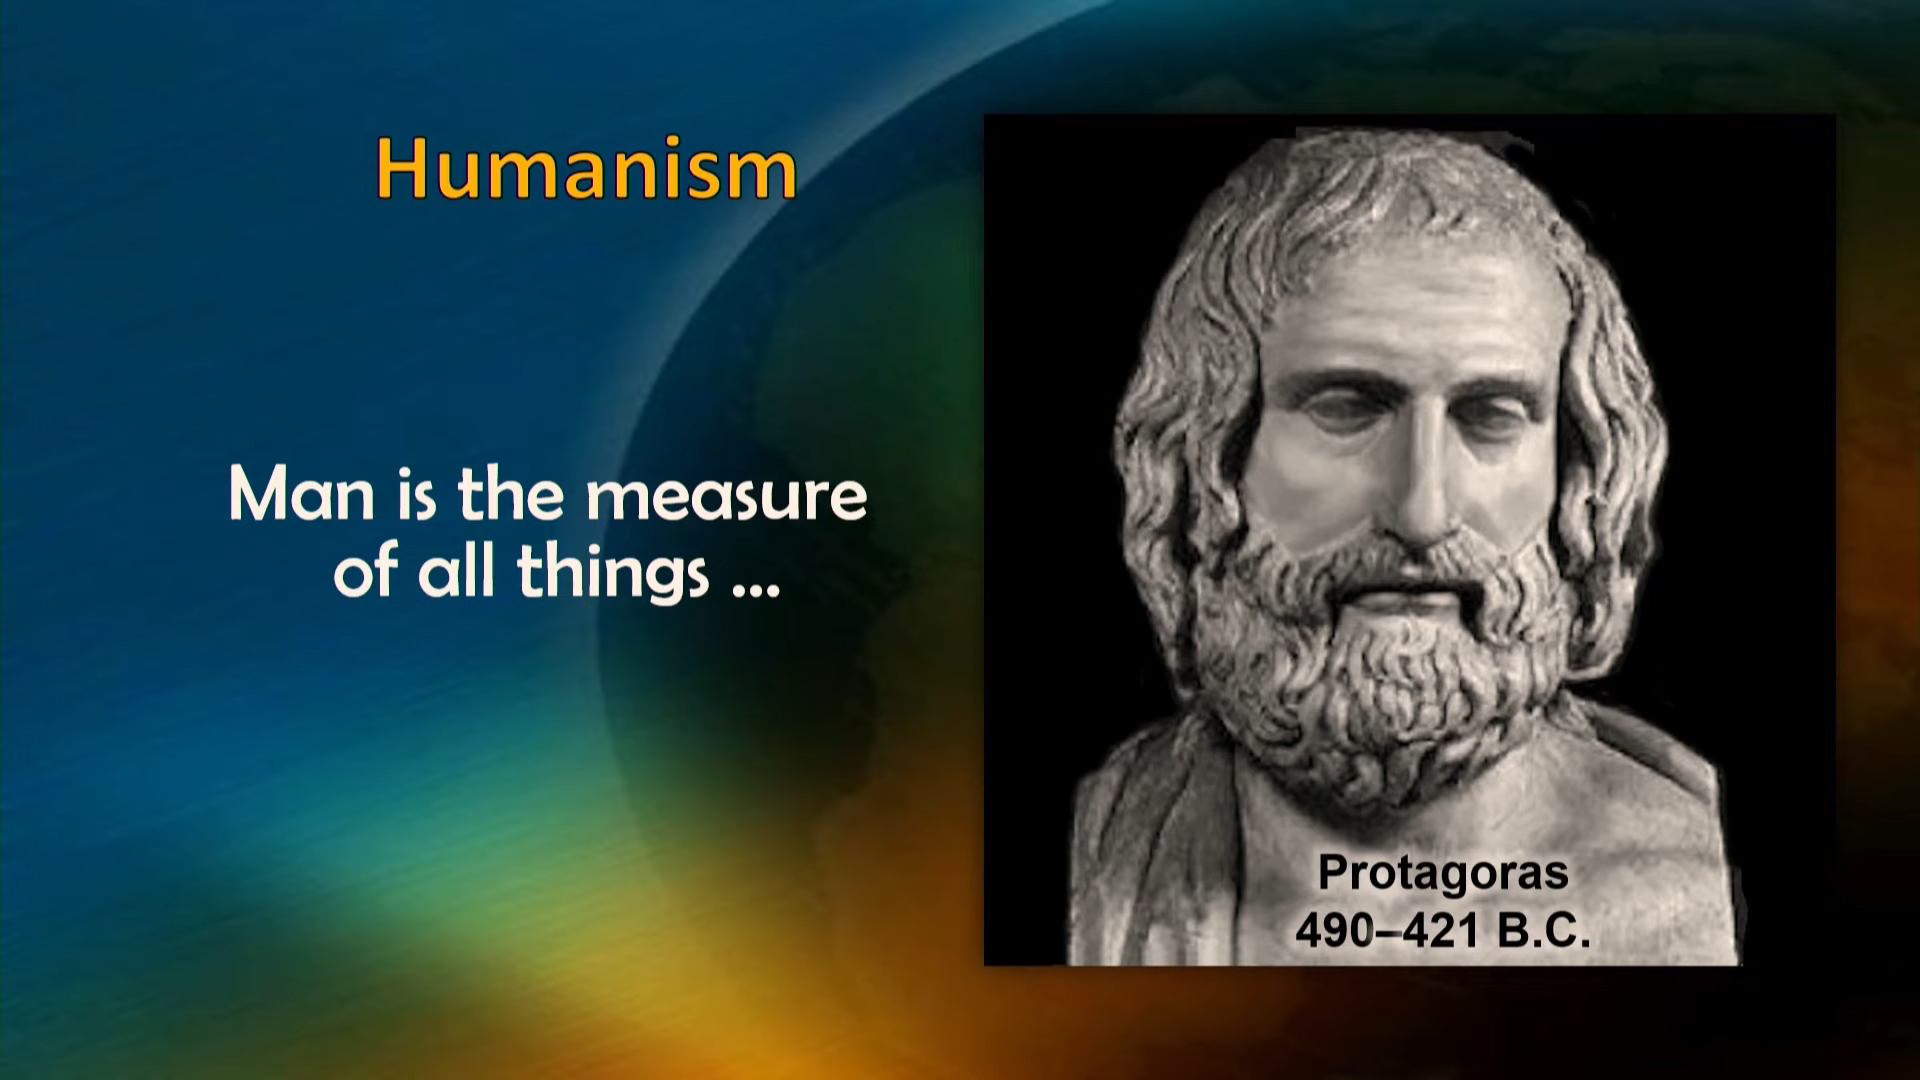 Humanism
Man is the measure
of all things ...
Protagoras
490–421 B.C.